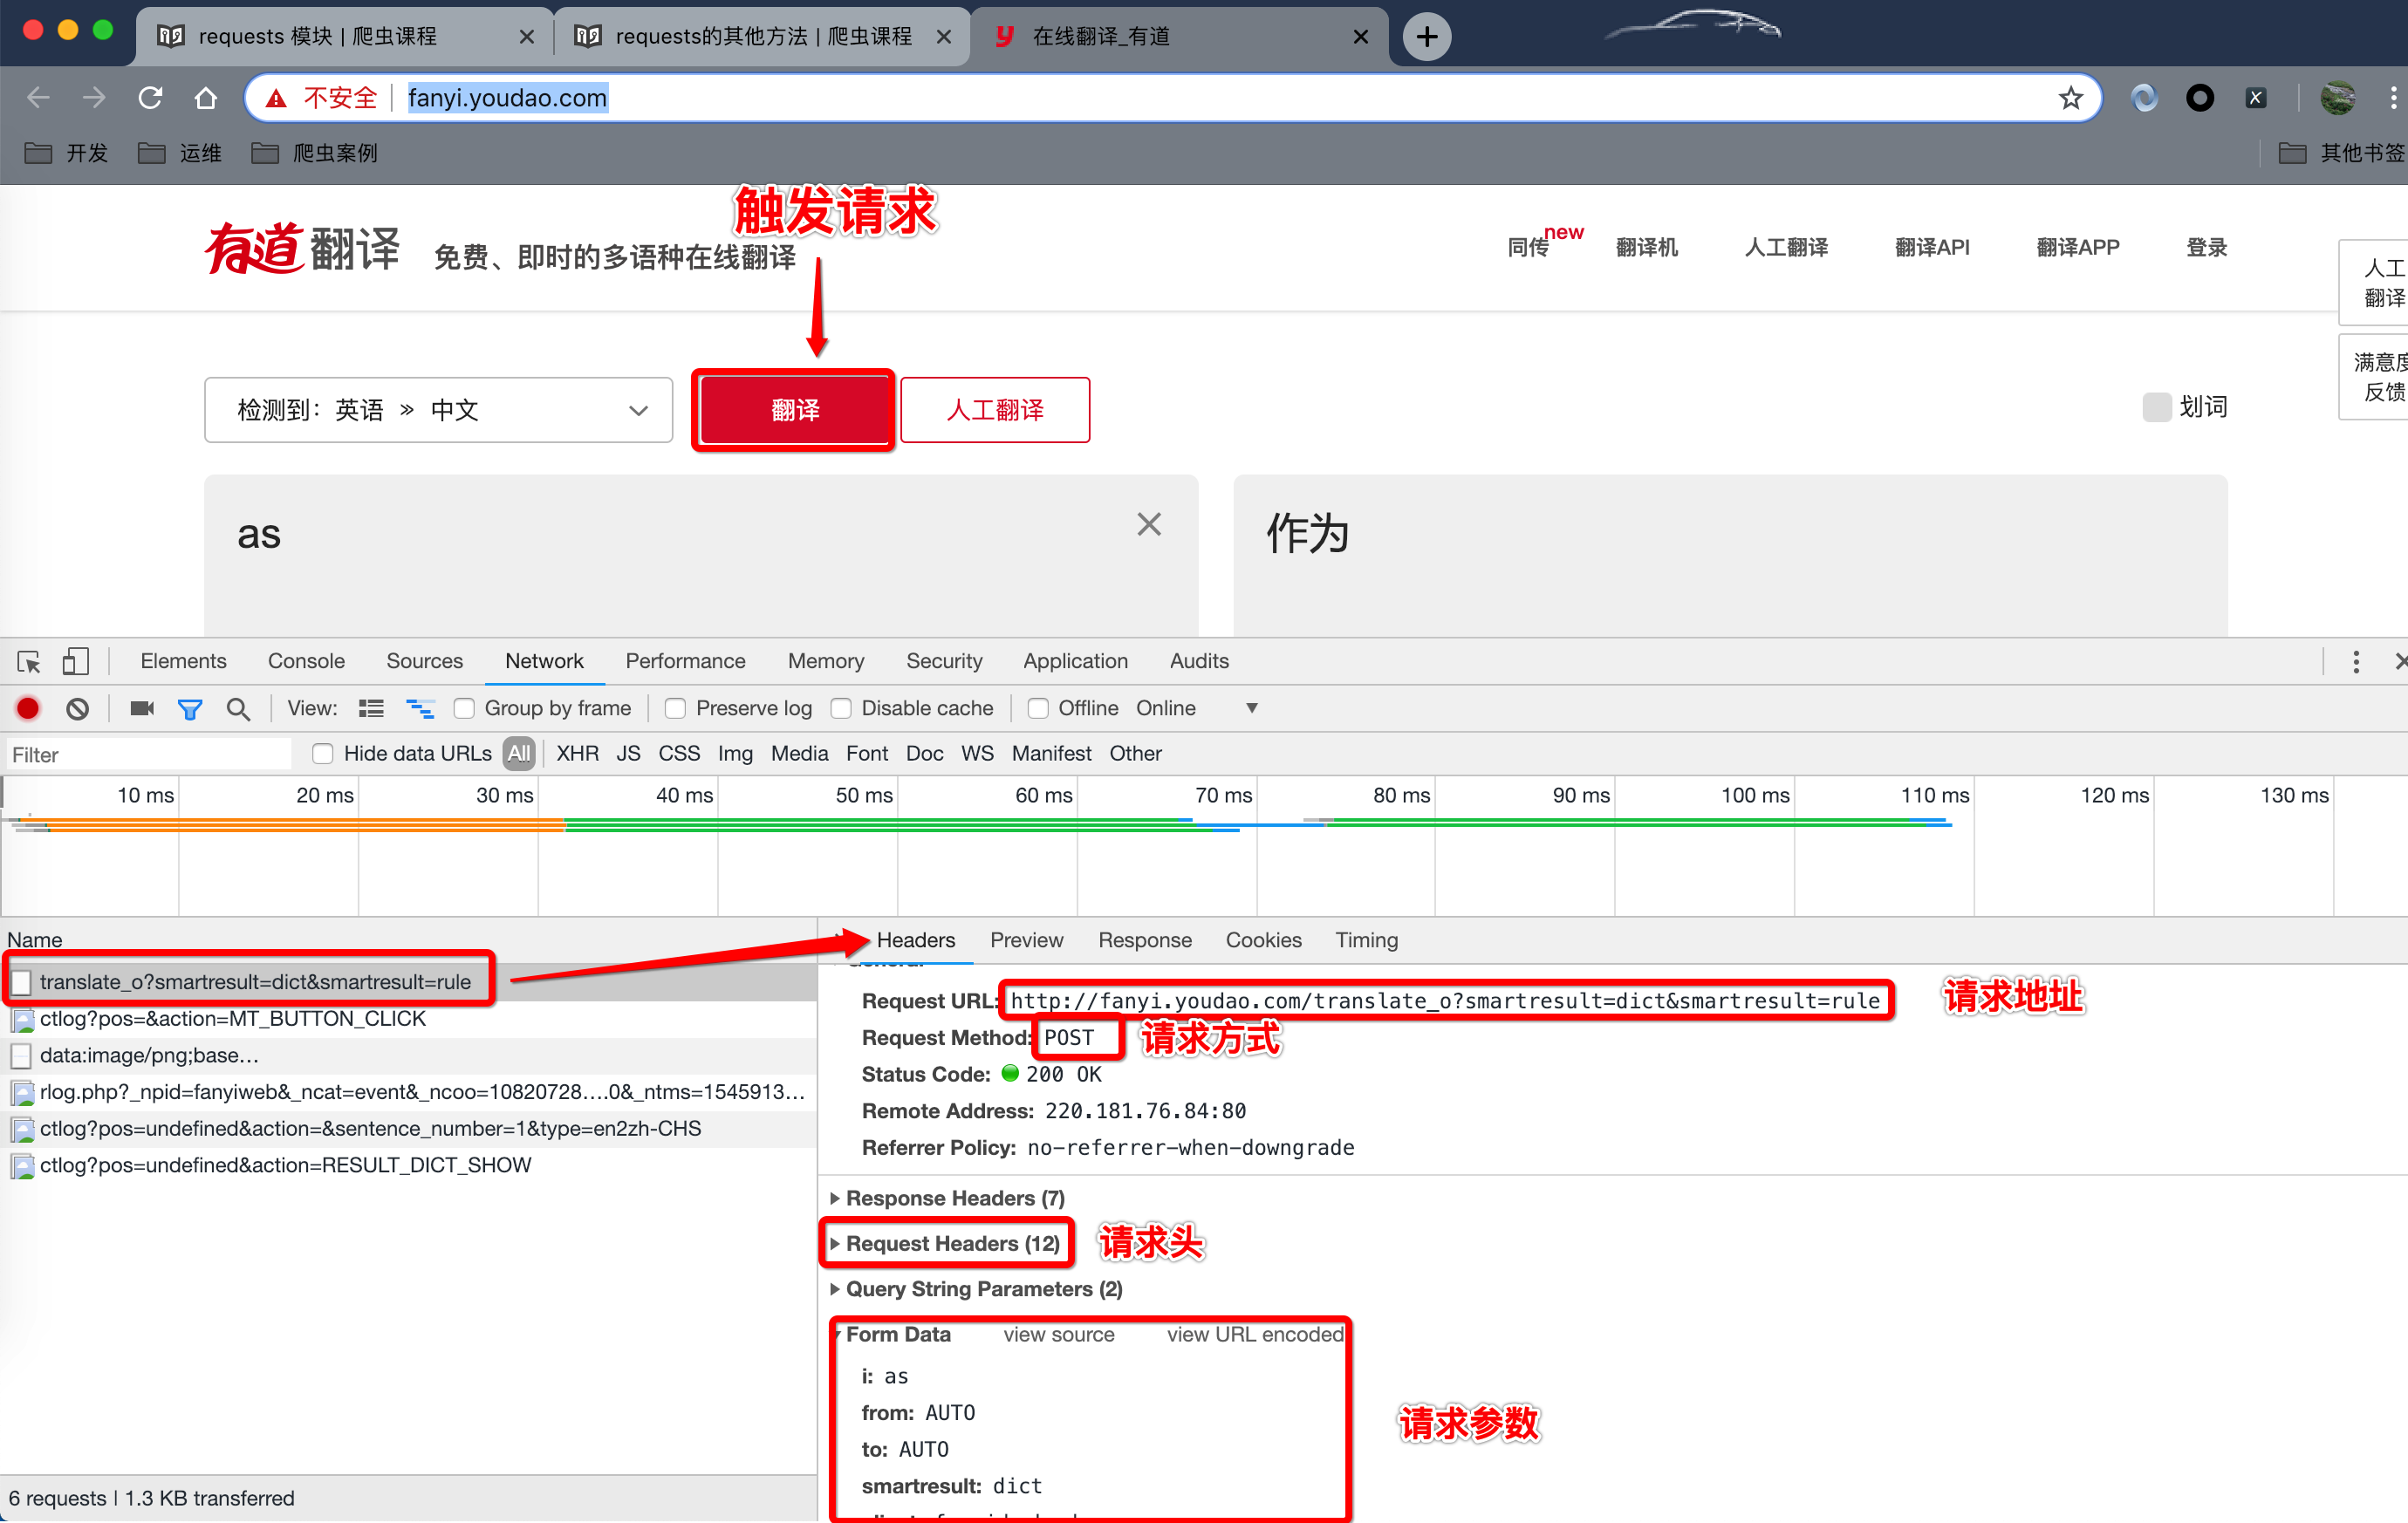 requests 模块 | 爬虫课程
requests的其他方法 | 爬虫课程
在线翻译_有道
不安全
fanyi.youdao.com
开发
运维
爬虫案例
其他书签
触发请求
有道翻译
免费、即时的多语种在线翻译
同传new
翻译机
人工翻译
翻译API
翻译APP
登录
人工
翻译
满意度
反馈
检测到：英语 » 中文
翻译
人工翻译
划词
as
作为
Elements
Console
Sources
Network
Performance
Memory
Security
Application
Audits
View:
Group by frame
Preserve log
Disable cache
Offline
Online
Filter
Hide data URLs
All
XHR
JS
CSS
Img
Media
Font
Doc
WS
Manifest
Other
10 ms
20 ms
30 ms
40 ms
50 ms
60 ms
70 ms
80 ms
90 ms
100 ms
110 ms
120 ms
130 ms
Name
translate_o?smartresult=dict&smartresult=rule
ctlog?pos=&action=MT_BUTTON_CLICK
data:image/png;base…
rlog.php?_npid=fanyiweb&_ncat=event&_ncoo=10820728....0&_ntms=1545913…
ctlog?pos=undefined&action=&sentence_number=1&type=en2zh-CHS
ctlog?pos=undefined&action=RESULT_DICT_SHOW
6 requests | 1.3 KB transferred
Headers
Preview
Response
Cookies
Timing
General
Request URL: http://fanyi.youdao.com/translate_o?smartresult=dict&smartresult=rule
请求地址
Request Method: POST
请求方式
Status Code: 200 OK
Remote Address: 220.181.76.84:80
Referrer Policy: no-referrer-when-downgrade
Response Headers (7)
Request Headers (12)
请求头
Query String Parameters (2)
Form Data
view source
view URL encoded
i: as
from: AUTO
to: AUTO
smartresult: dict
请求参数